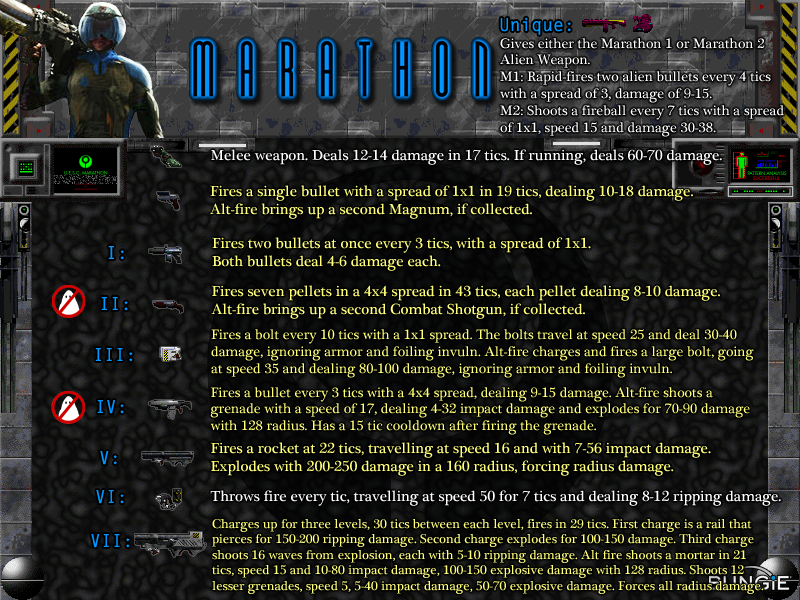 MARATHON
Unique:
Gives either the Marathon 1 or Marathon 2
Alien Weapon.
M1: Rapid-fires two alien bullets every 4 tics
with a spread of 3, damage of 9-15.
M2: Shoots a fireball every 7 tics with a spread
of 1x1, speed 15 and damage 30-38.
U.E.S.C. MARATHON
PATTERN ANALYSIS
Melee weapon. Deals 12-14 damage in 17 tics. If running, deals 60-70 damage.
Fires a single bullet with a spread of 1x1 in 19 tics, dealing 10-18 damage.
Alt-fire brings up a second Magnum, if collected.
I:
Fires two bullets at once every 3 tics, with a spread of 1x1.
Both bullets deal 4-6 damage each.
II:
Fires seven pellets in a 4x4 spread in 43 tics, each pellet dealing 8-10 damage.
Alt-fire brings up a second Combat Shotgun, if collected.
III:
Fires a bolt every 10 tics with a 1x1 spread. The bolts travel at speed 25 and deal 30-40
damage, ignoring armor and foiling invuln. Alt-fire charges and fires a large bolt, going
at speed 35 and dealing 80-100 damage, ignoring armor and foiling invuln.
IV:
Fires a bullet every 3 tics with a 4x4 spread, dealing 9-15 damage. Alt-fire shoots a
grenade with a speed of 17, dealing 4-32 impact damage and explodes for 70-90 damage
with 128 radius. Has a 15 tic cooldown after firing the grenade.
V:
Fires a rocket at 22 tics, travelling at speed 16 and with 7-56 impact damage.
Explodes with 200-250 damage in a 160 radius, forcing radius damage.
VI:
Throws fire every tic, travelling at speed 50 for 7 tics and dealing 8-12 ripping damage.
VII:
Charges up for three levels, 30 tics between each level, fires in 29 tics. First charge is a rail that
pierces for 150-200 ripping damage. Second charge explodes for 100-150 damage. Third charge
shoots 16 waves from explosion, each with 5-10 ripping damage. Alt fire shoots a mortar in 21
tics, speed 15 and 10-80 impact damage, 100-150 explosive damage with 128 radius. Shoots 12
lesser grenades, speed 5, 5-40 impact damage, 50-70 explosive damage. Forces all radius damage.
BUNGIE